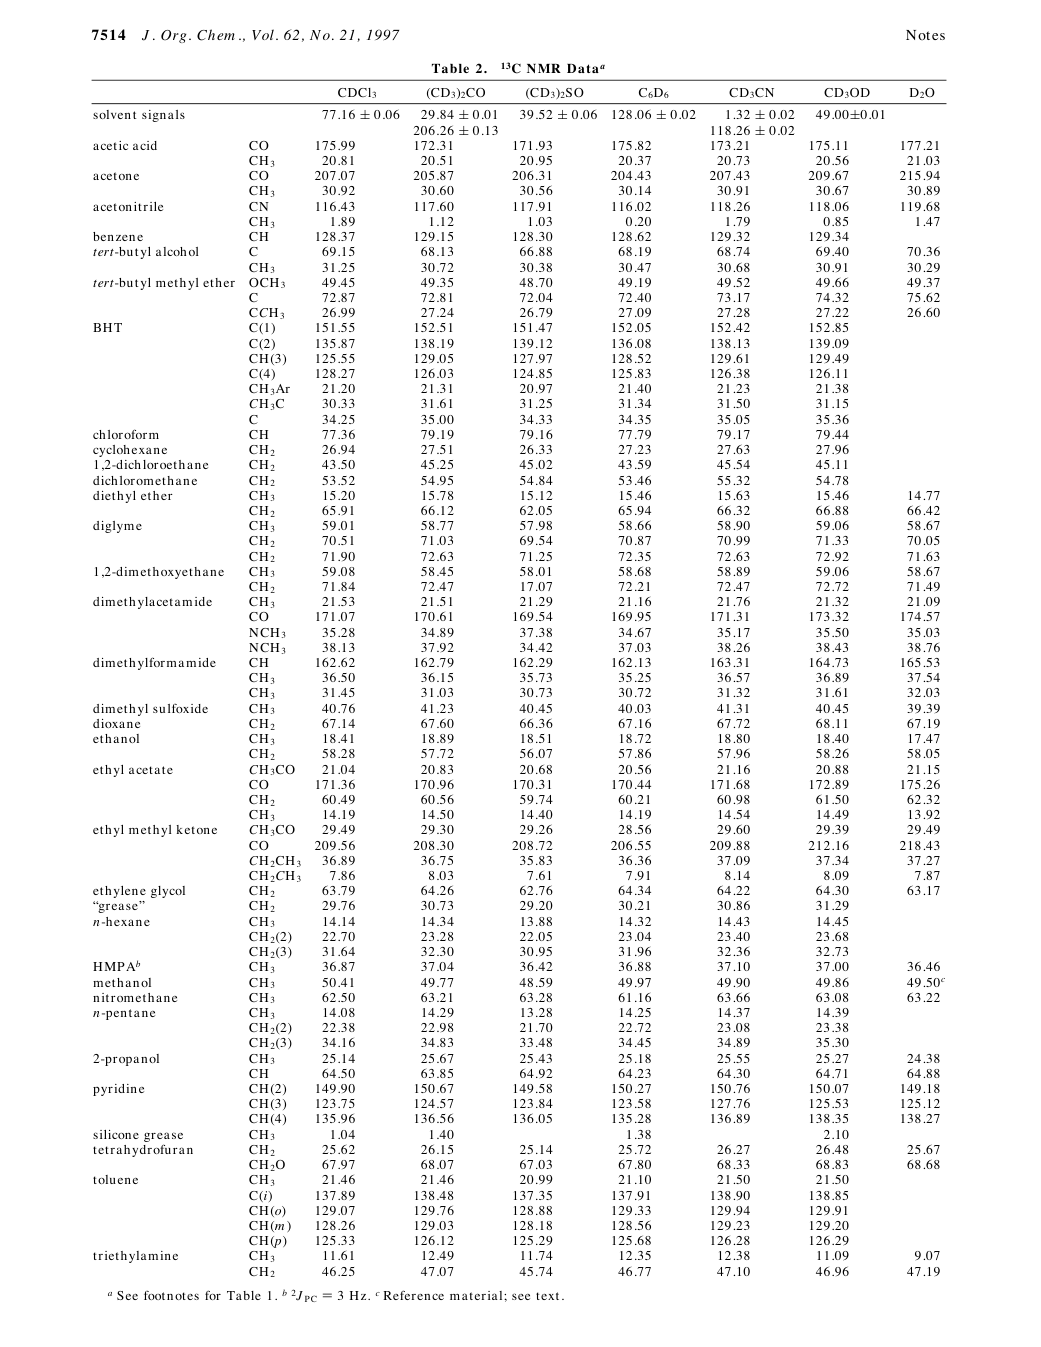 7514 J. Org. Chem., Vol. 62, No. 21, 1997 Notes
Table 2. ¹³C NMR Dataᵃ
CDCl₃ (CD₃)₂CO (CD₃)₂SO C₆D₆ CD₃CN CD₃OD D₂O
solvent signals 77.16 ± 0.06 29.84 ± 0.01 39.52 ± 0.06 128.06 ± 0.02 1.32 ± 0.02 49.00±0.01
206.26 ± 0.13 118.26 ± 0.02
acetic acid CO 175.99 172.31 171.93 175.82 173.21 175.11 177.21
CH₃ 20.81 20.51 20.95 20.37 20.73 20.56 21.03
acetone CO 207.07 205.87 206.31 204.43 207.43 209.67 215.94
CH₃ 30.92 30.60 30.56 30.14 30.91 30.67 30.89
acetonitrile CN 116.43 117.60 117.91 116.02 118.26 118.06 119.68
CH₃ 1.89 1.12 1.03 0.20 1.79 0.85 1.47
benzene CH 128.37 129.15 128.30 128.62 129.32 129.34
tert-butyl alcohol C 69.15 68.13 66.88 68.19 68.74 69.40 70.36
CH₃ 31.25 30.72 30.38 30.47 30.68 30.91 30.29
tert-butyl methyl ether OCH₃ 49.45 49.35 48.70 49.19 49.52 49.66 49.37
C 72.87 72.81 72.04 72.40 73.17 74.32 75.62
CCH₃ 26.99 27.24 26.79 27.09 27.28 27.22 26.60
BHT C(1) 151.55 152.51 151.47 152.05 152.42 152.85
C(2) 135.87 138.19 139.12 136.08 138.13 139.09
CH(3) 125.55 129.05 127.97 128.52 129.61 129.49
C(4) 128.27 126.03 124.85 125.83 126.38 126.11
CH₃Ar 21.20 21.31 20.97 21.40 21.23 21.38
CH₃C 30.33 31.61 31.25 31.34 31.50 31.15
C 34.25 35.00 34.33 34.35 35.05 35.36
chloroform CH 77.36 79.19 79.16 77.79 79.17 79.44
cyclohexane CH₂ 26.94 27.51 26.33 27.23 27.63 27.96
1,2-dichloroethane CH₂ 43.50 45.25 45.02 43.59 45.54 45.11
dichloromethane CH₂ 53.52 54.95 54.84 53.46 55.32 54.78
diethyl ether CH₃ 15.20 15.78 15.12 15.46 15.63 15.46 14.77
CH₂ 65.91 66.12 62.05 65.94 66.32 66.88 66.42
diglyme CH₃ 59.01 58.77 57.98 58.66 58.90 59.06 58.67
CH₂ 70.51 71.03 69.54 70.87 70.99 71.33 70.05
CH₂ 71.90 72.63 71.25 72.35 72.63 72.92 71.63
1,2-dimethoxyethane CH₃ 59.08 58.45 58.01 58.68 58.89 59.06 58.67
CH₂ 71.84 72.47 17.07 72.21 72.47 72.72 71.49
dimethylacetamide CH₃ 21.53 21.51 21.29 21.16 21.76 21.32 21.09
CO 171.07 170.61 169.54 169.95 171.31 173.32 174.57
NCH₃ 35.28 34.89 37.38 34.67 35.17 35.50 35.03
NCH₃ 38.13 37.92 34.42 37.03 38.26 38.43 38.76
dimethylformamide CH 162.62 162.79 162.29 162.13 163.31 164.73 165.53
CH₃ 36.50 36.15 35.73 35.25 36.57 36.89 37.54
CH₃ 31.45 31.03 30.73 30.72 31.32 31.61 32.03
dimethyl sulfoxide CH₃ 40.76 41.23 40.45 40.03 41.31 40.45 39.39
dioxane CH₂ 67.14 67.60 66.36 67.16 67.72 68.11 67.19
ethanol CH₃ 18.41 18.89 18.51 18.72 18.80 18.40 17.47
CH₂ 58.28 57.72 56.07 57.86 57.96 58.26 58.05
ethyl acetate CH₃CO 21.04 20.83 20.68 20.56 21.16 20.88 21.15
CO 171.36 170.96 170.31 170.44 171.68 172.89 175.26
CH₂ 60.49 60.56 59.74 60.21 60.98 61.50 62.32
CH₃ 14.19 14.50 14.40 14.19 14.54 14.49 13.92
ethyl methyl ketone CH₃CO 29.49 29.30 29.26 28.56 29.60 29.39 29.49
CO 209.56 208.30 208.72 206.55 209.88 212.16 218.43
CH₂CH₃ 36.89 36.75 35.83 36.36 37.09 37.34 37.27
CH₂CH₃ 7.86 8.03 7.61 7.91 8.14 8.09 7.87
ethylene glycol CH₂ 63.79 64.26 62.76 64.34 64.22 64.30 63.17
“grease” CH₂ 29.76 30.73 29.20 30.21 30.86 31.29
n-hexane CH₃ 14.14 14.34 13.88 14.32 14.43 14.45
CH₂(2) 22.70 23.28 22.05 23.04 23.40 23.68
CH₂(3) 31.64 32.30 30.95 31.96 32.36 32.73
HMPAᵇ CH₃ 36.87 37.04 36.42 36.88 37.10 37.00 36.46
methanol CH₃ 50.41 49.77 48.59 49.97 49.90 49.86 49.50ᶜ
nitromethane CH₃ 62.50 63.21 63.28 61.16 63.66 63.08 63.22
n-pentane CH₃ 14.08 14.29 13.28 14.25 14.37 14.39
CH₂(2) 22.38 22.98 21.70 22.72 23.08 23.38
CH₂(3) 34.16 34.83 33.48 34.45 34.89 35.30
2-propanol CH₃ 25.14 25.67 25.43 25.18 25.55 25.27 24.38
CH 64.50 63.85 64.92 64.23 64.30 64.71 64.88
pyridine CH(2) 149.90 150.67 149.58 150.27 150.76 150.07 149.18
CH(3) 123.75 124.57 123.84 123.58 127.76 125.53 125.12
CH(4) 135.96 136.56 136.05 135.28 136.89 138.35 138.27
silicone grease CH₃ 1.04 1.40 1.38 2.10
tetrahydrofuran CH₂ 25.62 26.15 25.14 25.72 26.27 26.48 25.67
CH₂O 67.97 68.07 67.03 67.80 68.33 68.83 68.68
toluene CH₃ 21.46 21.46 20.99 21.10 21.50 21.50
C(i) 137.89 138.48 137.35 137.91 138.90 138.85
CH(o) 129.07 129.76 128.88 129.33 129.94 129.91
CH(m) 128.26 129.03 128.18 128.56 129.23 129.20
CH(p) 125.33 126.12 125.29 125.68 126.28 126.29
triethylamine CH₃ 11.61 12.49 11.74 12.35 12.38 11.09 9.07
CH₂ 46.25 47.07 45.74 46.77 47.10 46.96 47.19
ᵃ See footnotes for Table 1. ᵇ ²J_PC = 3 Hz. ᶜ Reference material; see text.